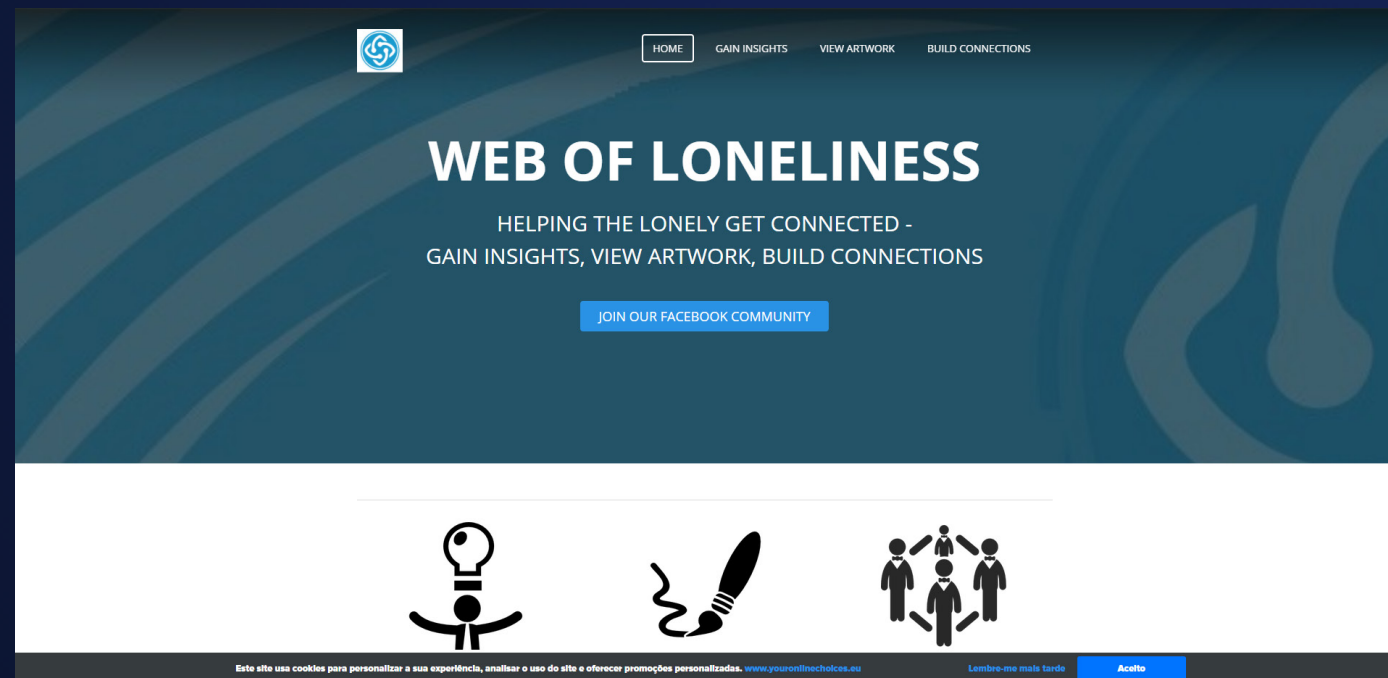 HOME GAIN INSIGHTS VIEW ARTWORK BUILD CONNECTIONS
WEB OF LONELINESS
HELPING THE LONELY GET CONNECTED -
GAIN INSIGHTS, VIEW ARTWORK, BUILD CONNECTIONS
JOIN OUR FACEBOOK COMMUNITY
Este site usa cookies para personalizar a sua experiência, analisar o uso do site e oferecer promoções personalizadas. www.youronlinechoices.eu Lembre-me mais tarde Aceito